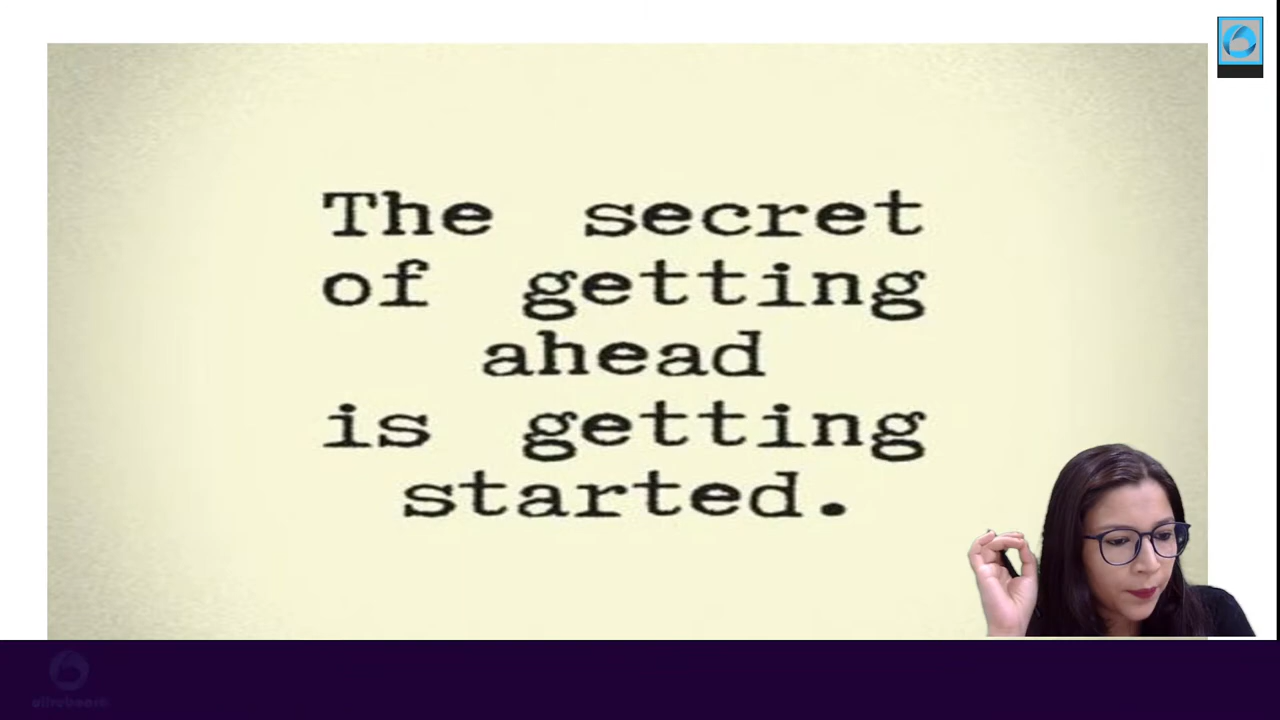 The secret
of getting
ahead
is getting
started.